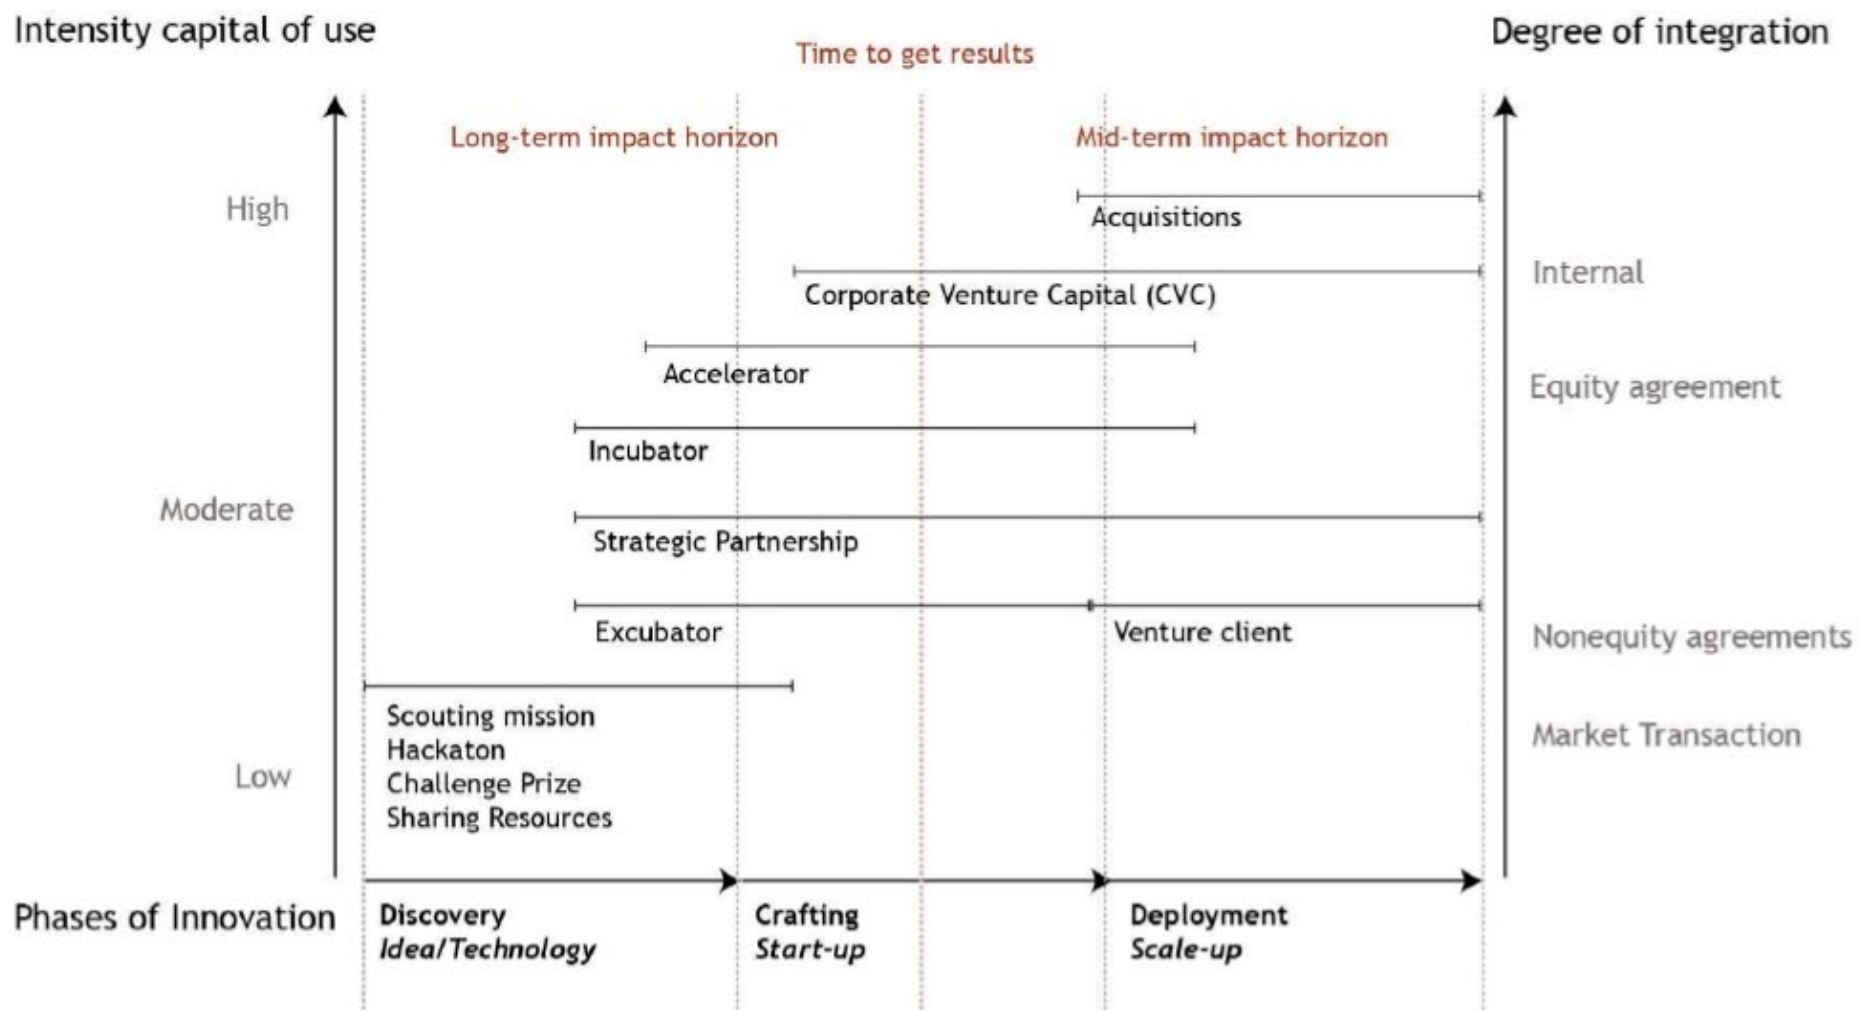 Intensity capital of use
Degree of integration
Time to get results
Long-term impact horizon
Mid-term impact horizon
High
Acquisitions
Internal
Corporate Venture Capital (CVC)
Accelerator
Equity agreement
Incubator
Moderate
Strategic Partnership
Excubator
Venture client
Nonequity agreements
Scouting mission
Hackaton
Challenge Prize
Sharing Resources
Market Transaction
Low
Phases of Innovation
Discovery
Idea/Technology
Crafting
Start-up
Deployment
Scale-up